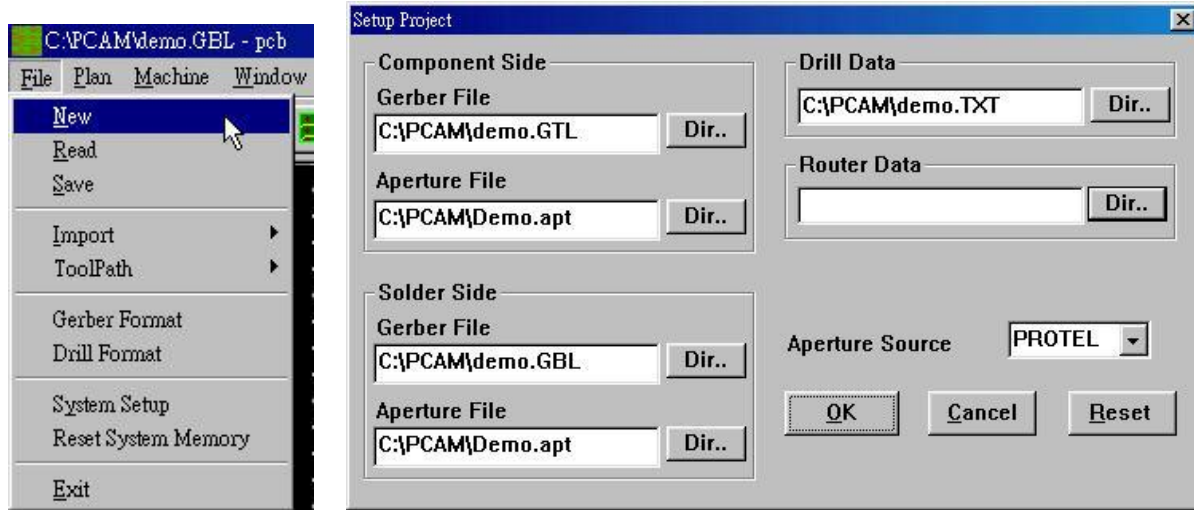 C:\PCAM\demo.GBL - pcb
File Plan Machine Window
New
Read
Save
Import
ToolPath
Gerber Format
Drill Format
System Setup
Reset System Memory
Exit
Setup Project
Component Side
Gerber File
C:\PCAM\demo.GTL Dir..
Aperture File
C:\PCAM\Demo.apt Dir..
Solder Side
Gerber File
C:\PCAM\demo.GBL Dir..
Aperture File
C:\PCAM\Demo.apt Dir..
Drill Data
C:\PCAM\demo.TXT Dir..
Router Data
Dir..
Aperture Source PROTEL
OK Cancel Reset